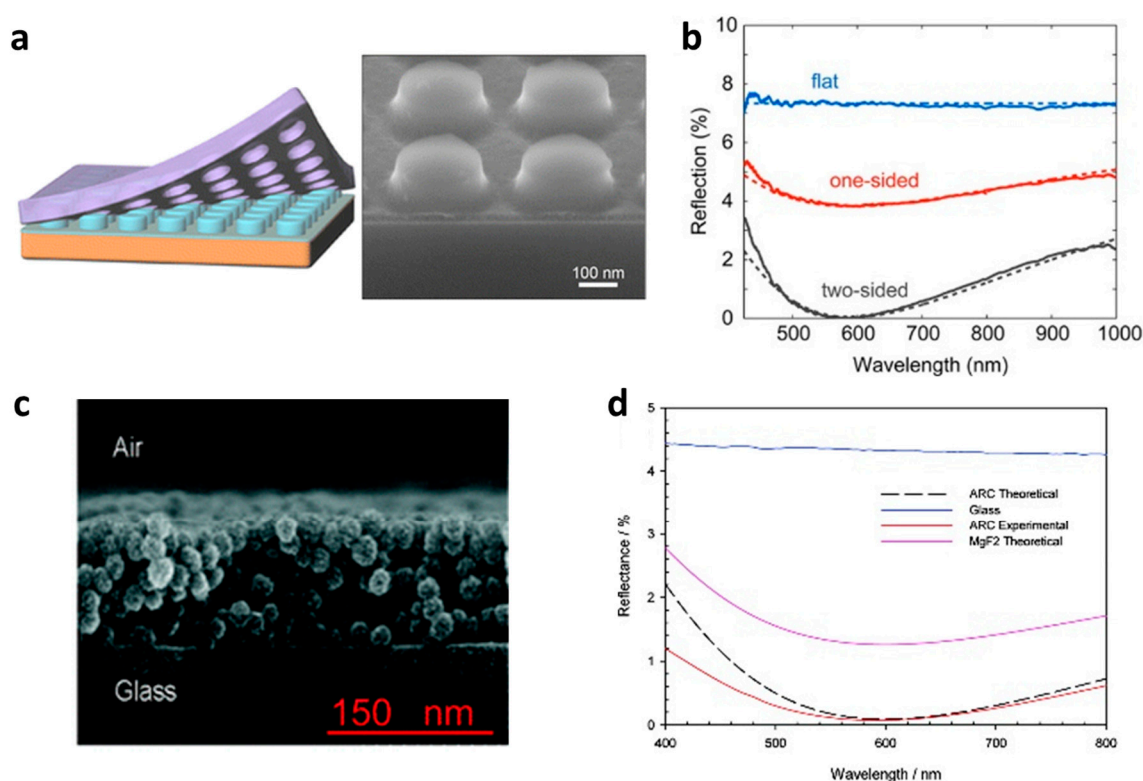 a
100 nm
b
10
8
6
4
2
0
Reflection (%)
flat
one-sided
two-sided
500 600 700 800 900 1000
Wavelength (nm)
c
Air
Glass
150 nm
d
5
4
3
2
1
0
Reflectance / %
ARC Theoretical
Glass
ARC Experimental
MgF2 Theoretical
400 500 600 700 800
Wavelength / nm